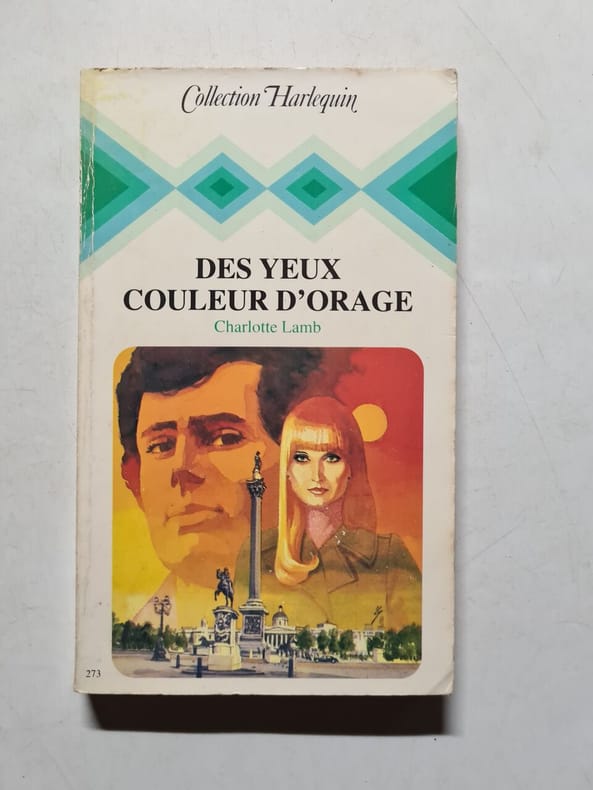 Collection Harlequin
DES YEUX
COULEUR D'ORAGE
Charlotte Lamb
273